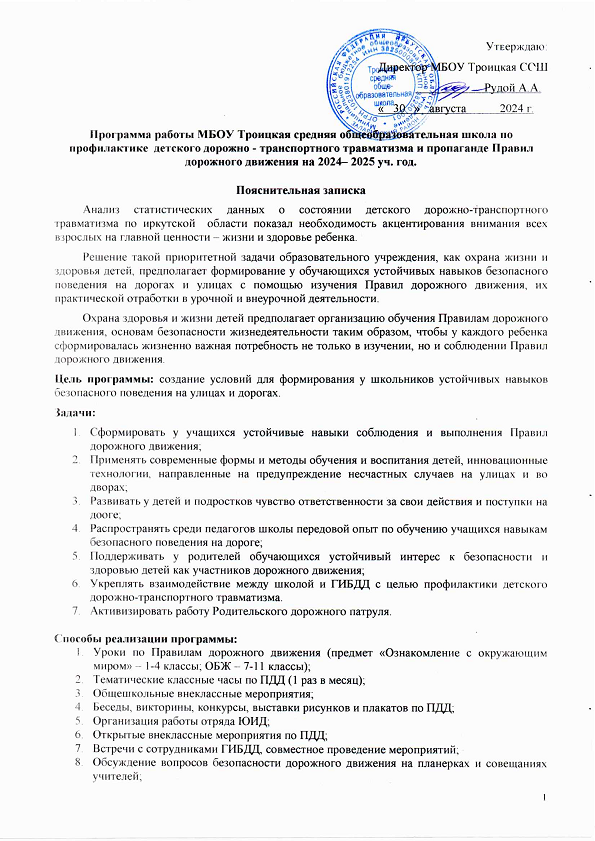 Утверждаю:
Директор МБОУ Троицкая ССШ
Рудой А.А.
« 30 » августа 2024 г.
Троицкая
средняя
обще-
образовательная
школа
Программа работы МБОУ Троицкая средняя общеобразовательная школа по
профилактике детского дорожно - транспортного травматизма и пропаганде Правил
дорожного движения на 2024– 2025 уч. год.
Пояснительная записка
Анализ статистических данных о состоянии детского дорожно-транспортного
травматизма по иркутской области показал необходимость акцентирования внимания всех
взрослых на главной ценности – жизни и здоровье ребенка.
Решение такой приоритетной задачи образовательного учреждения, как охрана жизни и
здоровья детей, предполагает формирование у обучающихся устойчивых навыков безопасного
поведения на дорогах и улицах с помощью изучения Правил дорожного движения, их
практической отработки в урочной и внеурочной деятельности.
Охрана здоровья и жизни детей предполагает организацию обучения Правилам дорожного
движения, основам безопасности жизнедеятельности таким образом, чтобы у каждого ребенка
сформировалась жизненно важная потребность не только в изучении, но и соблюдении Правил
дорожного движения.
Цель программы: создание условий для формирования у школьников устойчивых навыков
безопасного поведения на улицах и дорогах.
Задачи:
1. Сформировать у учащихся устойчивые навыки соблюдения и выполнения Правил
дорожного движения;
2. Применять современные формы и методы обучения и воспитания детей, инновационные
технологии, направленные на предупреждение несчастных случаев на улицах и во
дворах;
3. Развивать у детей и подростков чувство ответственности за свои действия и поступки на
дооге;
4. Распространять среди педагогов школы передовой опыт по обучению учащихся навыкам
безопасного поведения на дороге;
5. Поддерживать у родителей обучающихся устойчивый интерес к безопасности и
здоровью детей как участников дорожного движения;
6. Укреплять взаимодействие между школой и ГИБДД с целью профилактики детского
дорожно-транспортного травматизма.
7. Активизировать работу Родительского дорожного патруля.
Способы реализации программы:
1. Уроки по Правилам дорожного движения (предмет «Ознакомление с окружающим
миром» – 1-4 классы; ОБЖ – 7-11 классы);
2. Тематические классные часы по ПДД (1 раз в месяц);
3. Общешкольные внеклассные мероприятия;
4. Беседы, викторины, конкурсы, выставки рисунков и плакатов по ПДД;
5. Организация работы отряда ЮИД;
6. Открытые внеклассные мероприятия по ПДД;
7. Встречи с сотрудниками ГИБДД, совместное проведение мероприятий;
8. Обсуждение вопросов безопасности дорожного движения на планерках и совещаниях
учителей;
1